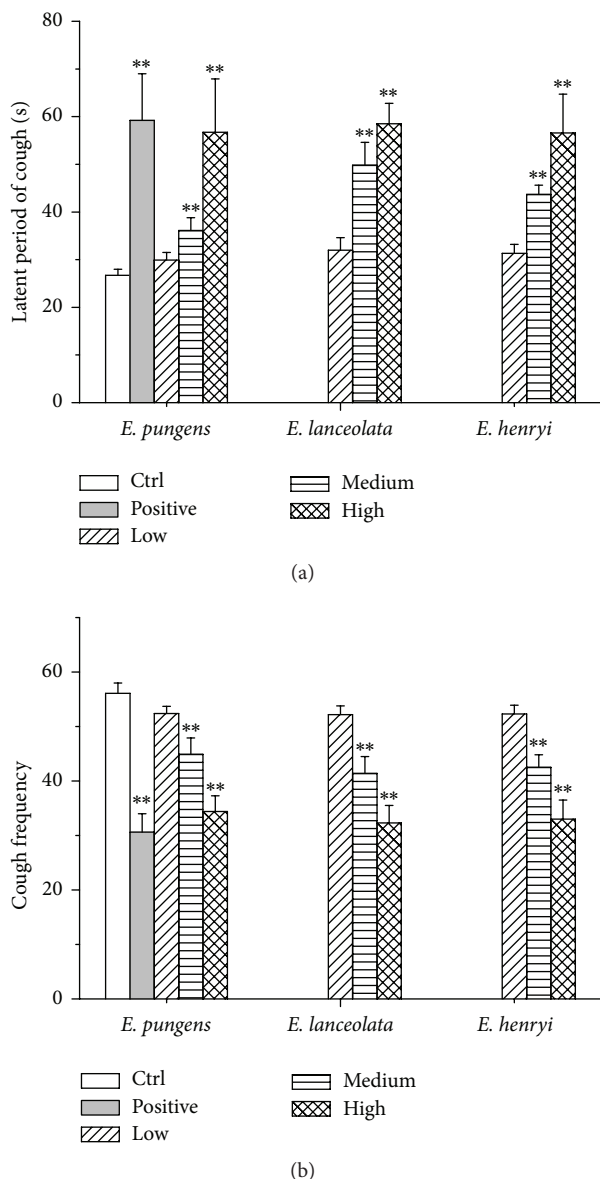 80
60
40
20
0
Latent period of cough (s)
** ** ** ** ** ** **
E. pungens E. lanceolata E. henryi
Ctrl Medium
Positive High
Low
(a)
60
40
20
0
Cough frequency
** ** ** ** ** ** **
E. pungens E. lanceolata E. henryi
Ctrl Medium
Positive High
Low
(b)